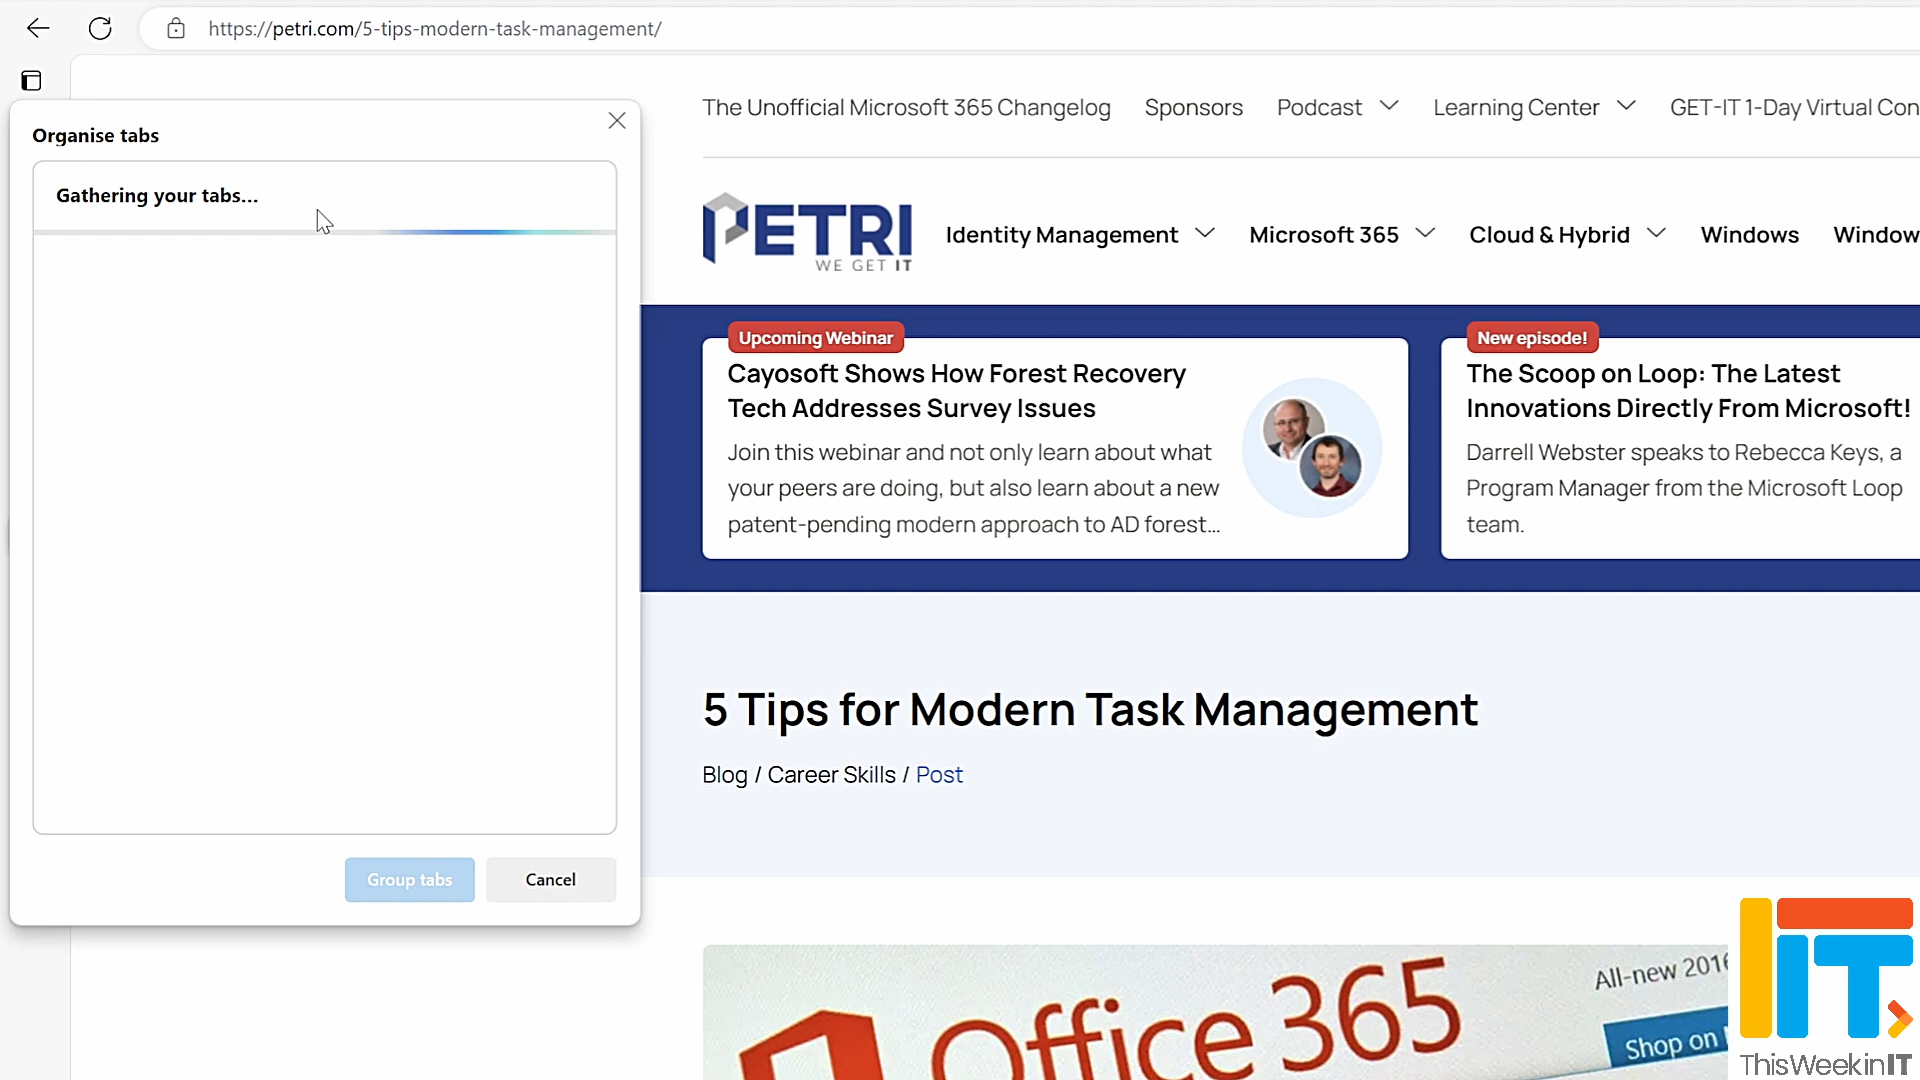 https://petri.com/5-tips-modern-task-management/
Organise tabs
Gathering your tabs...
Group tabs
Cancel
The Unofficial Microsoft 365 Changelog Sponsors Podcast Learning Center GET-IT 1-Day Virtual Con
PETRI
WE GET IT
Identity Management Microsoft 365 Cloud & Hybrid Windows Window
Upcoming Webinar
Cayosoft Shows How Forest Recovery
Tech Addresses Survey Issues
Join this webinar and not only learn about what
your peers are doing, but also learn about a new
patent-pending modern approach to AD forest...
New episode!
The Scoop on Loop: The Latest
Innovations Directly From Microsoft!
Darrell Webster speaks to Rebecca Keys, a
Program Manager from the Microsoft Loop
team.
5 Tips for Modern Task Management
Blog / Career Skills / Post
Office 365
All-new 2016
Shop on
IIT
ThisWeekinIT